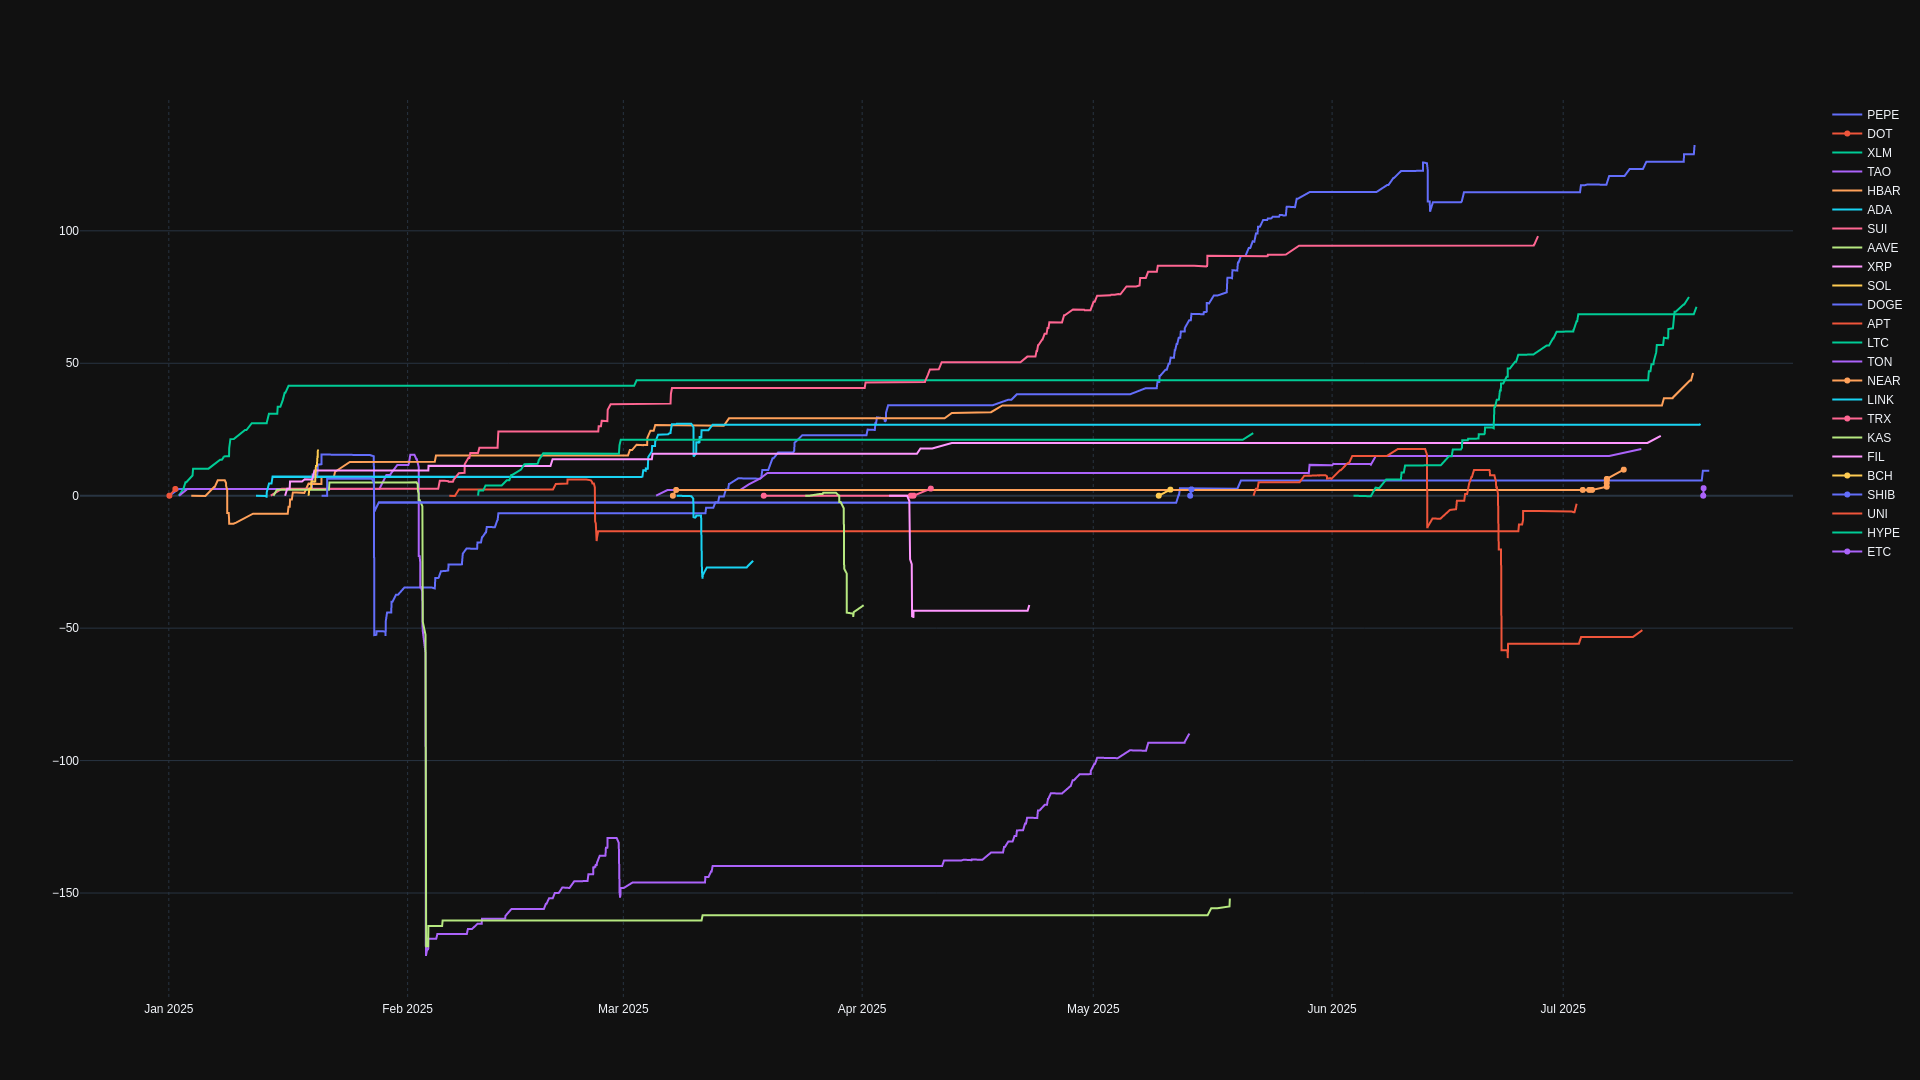 100
50
0
−50
−100
−150
Jan 2025
Feb 2025
Mar 2025
Apr 2025
May 2025
Jun 2025
Jul 2025
PEPE
DOT
XLM
TAO
HBAR
ADA
SUI
AAVE
XRP
SOL
DOGE
APT
LTC
TON
NEAR
LINK
TRX
KAS
FIL
BCH
SHIB
UNI
HYPE
ETC